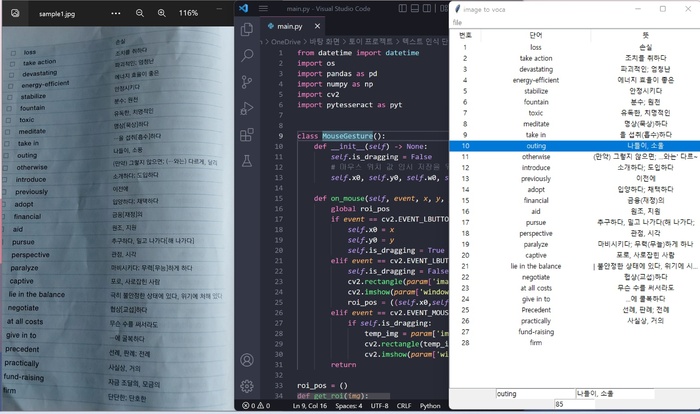 sample1.jpg
116%
loss 손실
take action 조치를 취하다
devastating 파괴적인; 엄청난
energy-efficient 에너지 효율이 좋은
stabilize 안정시키다
fountain 분수; 원천
toxic 유독한, 치명적인
meditate 명상(묵상)하다
take in ···을 섭취(흡수)하다
outing 나들이, 소풍
otherwise (만약) 그렇지 않으면; (···와는) 다르게, 달리
introduce 소개하다; 도입하다
previously 이전에
adopt 입양하다; 채택하다
financial 금융[재정]의
aid 원조, 지원
pursue 추구하다, 밀고 나가다[해 나가다]
perspective 관점, 시각
paralyze 마비시키다; 무력[무능]하게 하다
captive 포로, 사로잡힌 사람
lie in the balance 극히 불안정한 상태에 있다, 위기에 처해 있다
negotiate 협상[교섭]하다
at all costs 무슨 수를 써서라도
give in to ···에 굴복하다
precedent 선례, 판례; 전례
practically 사실상, 거의
fund-raising 자금 조달의, 모금의
firm 단단한; 탄탄한
main.py - Visual Studio Code
main.py
OneDrive > 바탕 화면 > 토이 프로젝트 > 텍스트 인식 단
1 from datetime import datetime
2 import os
3 import pandas as pd
4 import numpy as np
5 import cv2
6 import pytesseract as pyt
7
8
9 class MouseGesture():
10 def __init__(self) -> None:
11 self.is_dragging = False
12 # 마우스 위치 값 임시 저장을 위
13 self.x0, self.y0, self.w0, s
14
15 def on_mouse(self, event, x, y,
16 global roi_pos
17 if event == cv2.EVENT_LBUTTO
18 self.x0 = x
19 self.y0 = y
20 self.is_dragging = True
21 elif event == cv2.EVENT_LBUT
22 self.is_dragging = False
23 cv2.rectangle(param['ima
24 cv2.imshow(param['window
25 roi_pos = ((self.x0,self
26 elif event == cv2.EVENT_MOUS
27 if self.is_dragging:
28 temp_img = param['im
29 cv2.rectangle(temp_i
30 cv2.imshow(param['wi
31 return
32
33 roi_pos = ()
34 def get_roi(img):
0 0 Ln 9, Col 16 Spaces: 4 UTF-8 CRLF Python
image to voca
file
번호 단어 뜻
1 loss 손실
2 take action 조치를 취하다
3 devastating 파괴적인; 엄청난
4 energy-efficient 에너지 효율이 좋은
5 stabilize 안정시키다
6 fountain 분수; 원천
7 toxic 유독한, 치명적인
8 meditate 명상(묵상)하다
9 take in 를 섭취(흡수)하다
10 outing 나들이, 소풀
11 otherwise (만약) 그렇지 않으면; ...와는' 다르~
12 introduce 소개하다; 도입하다
13 previously 이전에
14 adopt 입양하다; 채택하다
15 financial 금융(재정)의
16 aid 원조, 지원
17 pursue 추구하다, 밀고 나가다(해 나가다;
18 perspective 관점, 시각
19 paralyze 마비시키다; 무력(무늘)하게 하나
20 captive 포로, 사로잡힌 사람
21 lie in the balance | 불안정한 상태에 있다, 위기에 시...
22 negotiate 협상(교섭)하다
23 at all costs 무슨 수를 써서라도
24 give in to ...에 굴복하다
25 Precedent 선레, 판례; 전례
26 practically 사실상, 거의
27 fund-raising
28 firm
outing 나들이, 소풀
85